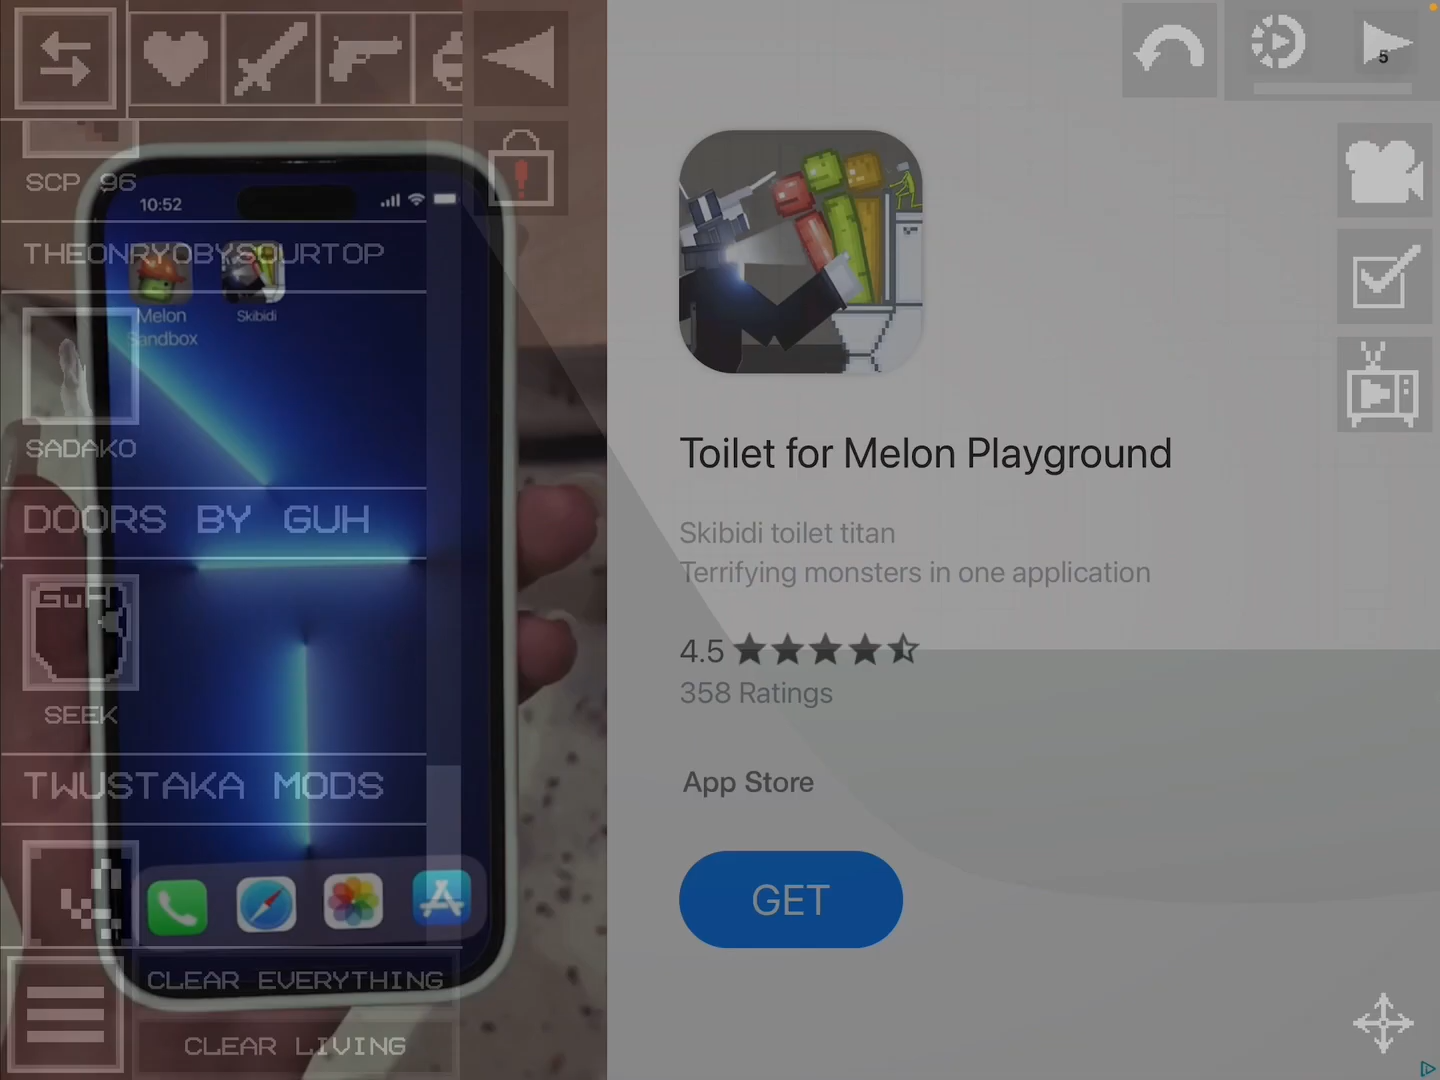 SCP 96
10:52
THEONRYOBYSOURTOP
Melon
Sandbox
Skibidi
SADAKO
DOORS BY GUH
GUH
SEEK
TWUSTAKA MODS
CLEAR EVERYTHING
CLEAR LIVING
5
Toilet for Melon Playground
Skibidi toilet titan
Terrifying monsters in one application
4.5
358 Ratings
App Store
GET